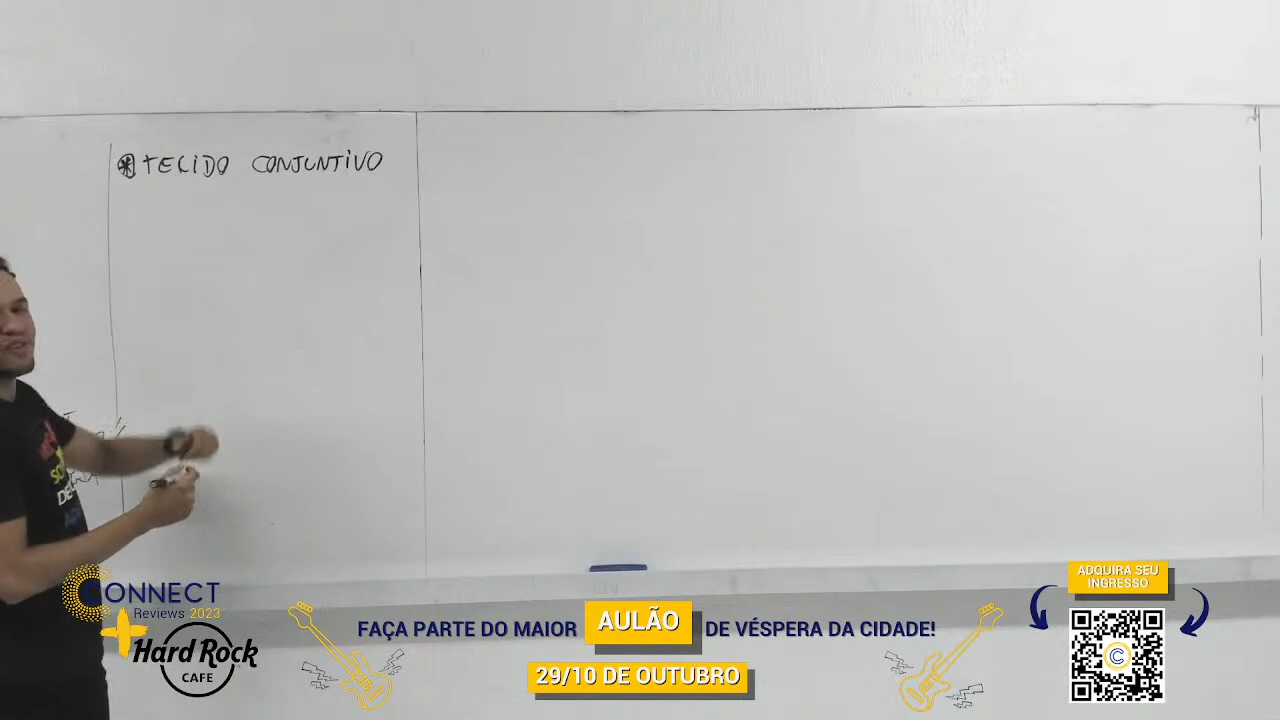 * TECIDO CONJUNTIVO
CONNECT
Reviews 2023
+
Hard Rock
CAFE
FAÇA PARTE DO MAIOR AULÃO DE VÉSPERA DA CIDADE!
29/10 DE OUTUBRO
ADQUIRA SEU
INGRESSO
C